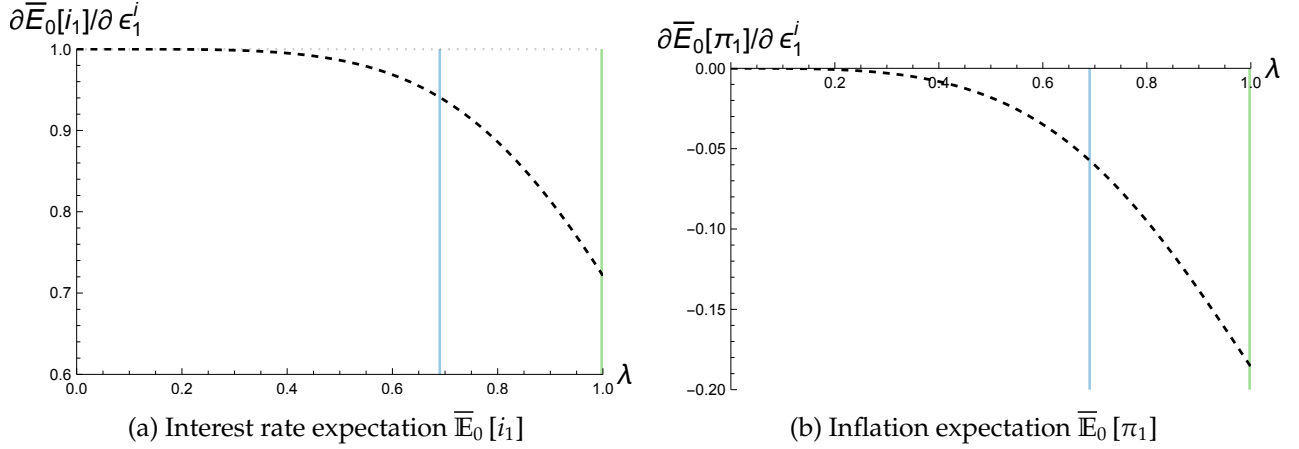 ∂E̅₀[i₁]/∂ ϵ₁ⁱ
1.0
0.9
0.8
0.7
0.6
0.0 0.2 0.4 0.6 0.8 1.0 λ
(a) Interest rate expectation 𝔼̅₀ [i₁]
∂E̅₀[π₁]/∂ ϵ₁ⁱ
0.00
0.2 0.4 0.6 0.8 1.0 λ
−0.05
−0.10
−0.15
−0.20
(b) Inflation expectation 𝔼̅₀ [π₁]